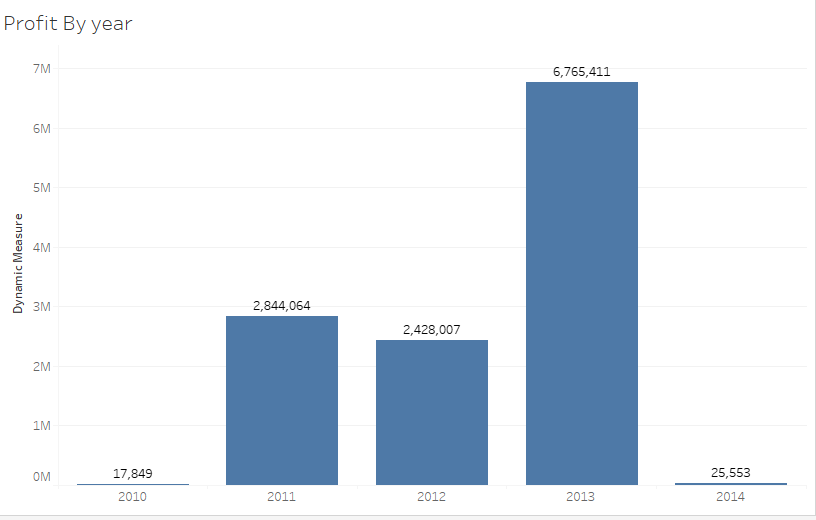 Profit By year
7M
6,765,411
6M
5M
4M
Dynamic Measure
3M
2,844,064
2,428,007
2M
1M
0M
17,849
25,553
2010
2011
2012
2013
2014